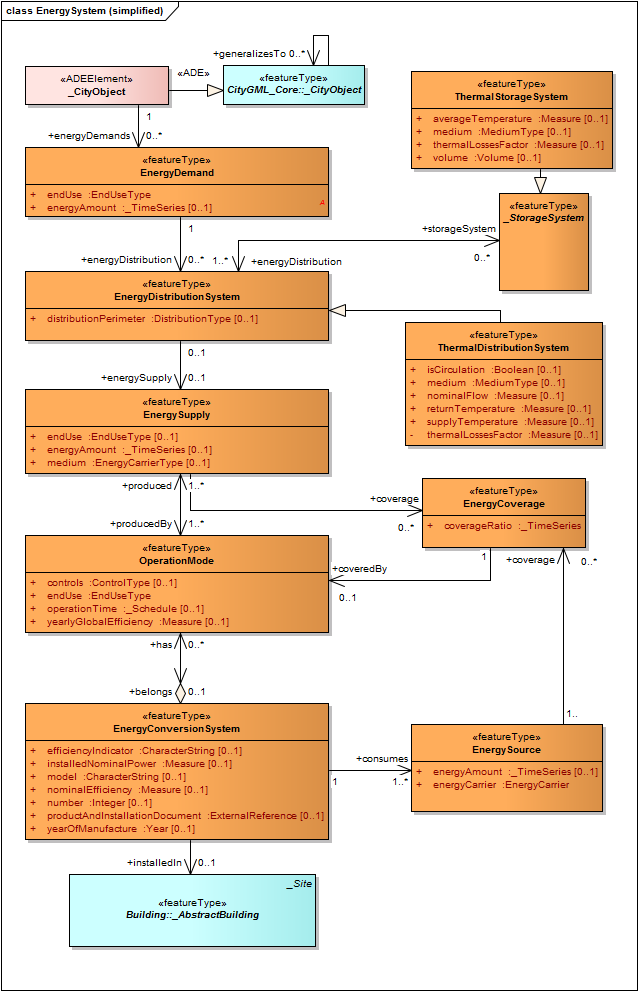 class EnergySystem (simplified)
+generalizesTo 0..*
«ADEElement»
_CityObject
«ADE»
«featureType»
CityGML_Core::_CityObject
«featureType»
ThermalStorageSystem
+ averageTemperature :Measure [0..1]
+ medium :MediumType [0..1]
+ thermalLossesFactor :Measure [0..1]
+ volume :Volume [0..1]
1
+energyDemands 0..*
«featureType»
EnergyDemand
+ endUse :EndUseType
+ energyAmount :_TimeSeries [0..1]
A
«featureType»
_StorageSystem
1
+storageSystem
0..*
+energyDistribution 0..*
1..* +energyDistribution
«featureType»
EnergyDistributionSystem
+ distributionPerimeter :DistributionType [0..1]
«featureType»
ThermalDistributionSystem
+ isCirculation :Boolean [0..1]
+ medium :MediumType [0..1]
+ nominalFlow :Measure [0..1]
+ returnTemperature :Measure [0..1]
+ supplyTemperature :Measure [0..1]
- thermalLossesFactor :Measure [0..1]
0..1
+energySupply 0..1
«featureType»
EnergySupply
+ endUse :EndUseType [0..1]
+ energyAmount :_TimeSeries [0..1]
+ medium :EnergyCarrierType [0..1]
+produced 1..*
+coverage
0..*
«featureType»
EnergyCoverage
+ coverageRatio :_TimeSeries
+producedBy 1..*
«featureType»
OperationMode
+ controls :ControlType [0..1]
+ endUse :EndUseType
+ operationTime :_Schedule [0..1]
+ yearlyGlobalEfficiency :Measure [0..1]
1
+coverage 0..*
+coveredBy
0..1
+has 0..*
+belongs 0..1
«featureType»
EnergyConversionSystem
+ efficiencyIndicator :CharacterString [0..1]
+ installedNominalPower :Measure [0..1]
+ model :CharacterString [0..1]
+ nominalEfficiency :Measure [0..1]
+ number :Integer [0..1]
+ productAndInstallationDocument :ExternalReference [0..1]
+ yearOfManufacture :Year [0..1]
1..
+consumes
1
1..*
«featureType»
EnergySource
+ energyAmount :_TimeSeries [0..1]
+ energyCarrier :EnergyCarrier
+installedIn 0..1
_Site
«featureType»
Building::_AbstractBuilding